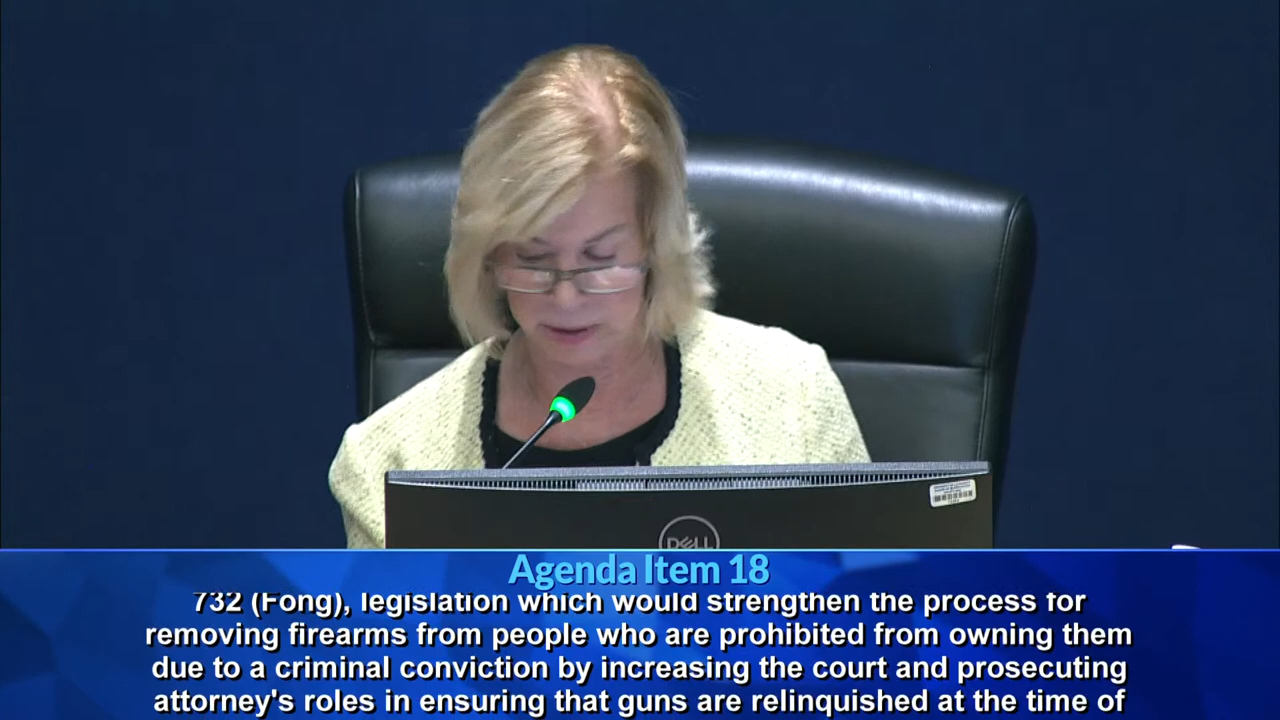 DELL
Agenda Item 18
732 (Fong), legislation which would strengthen the process for
removing firearms from people who are prohibited from owning them
due to a criminal conviction by increasing the court and prosecuting
attorney's roles in ensuring that guns are relinquished at the time of